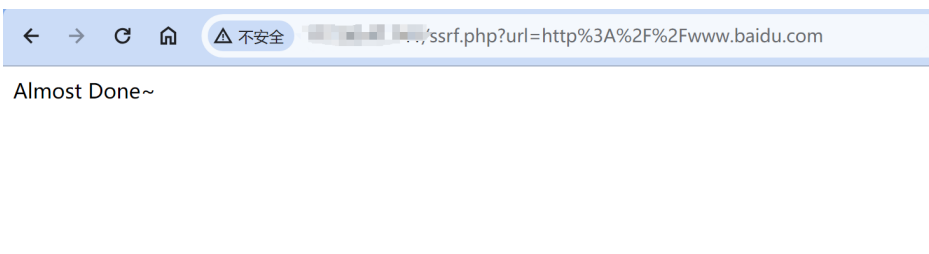 不安全 /ssrf.php?url=http%3A%2F%2Fwww.baidu.com
Almost Done~